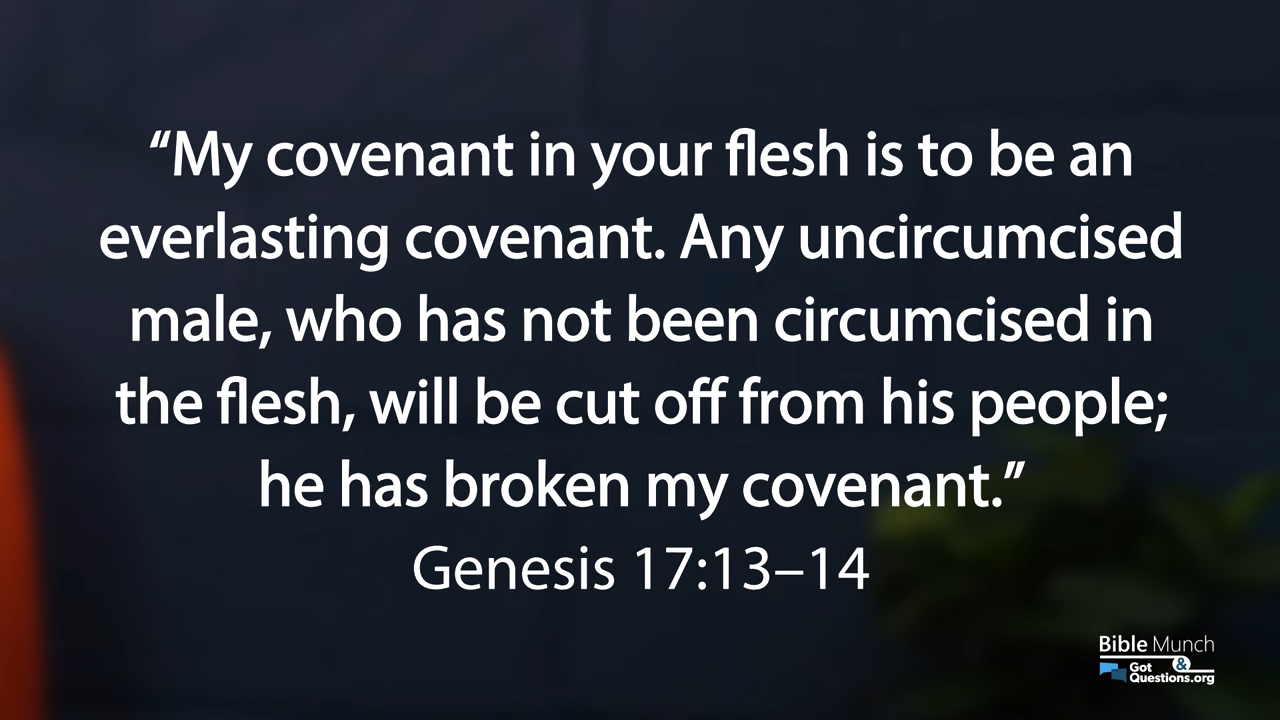 “My covenant in your flesh is to be an
everlasting covenant. Any uncircumcised
male, who has not been circumcised in
the flesh, will be cut off from his people;
he has broken my covenant.”
Genesis 17:13–14
Bible Munch
&
Got
Questions.org